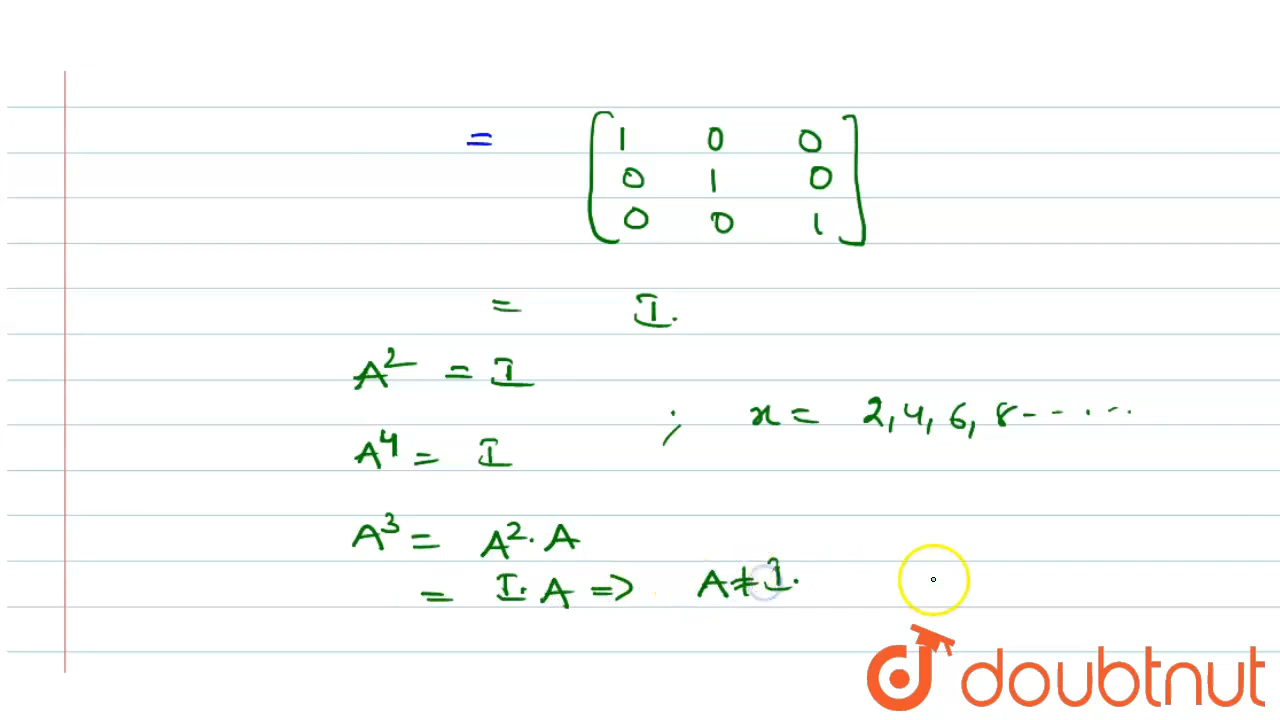 = [1 0 0
0 1 0
0 0 1]
= I.
A² = I
; x = 2, 4, 6, 8 - - - . . .
A⁴ = I
A³ = A² . A
= I . A => A ≠ I.
doubtnut